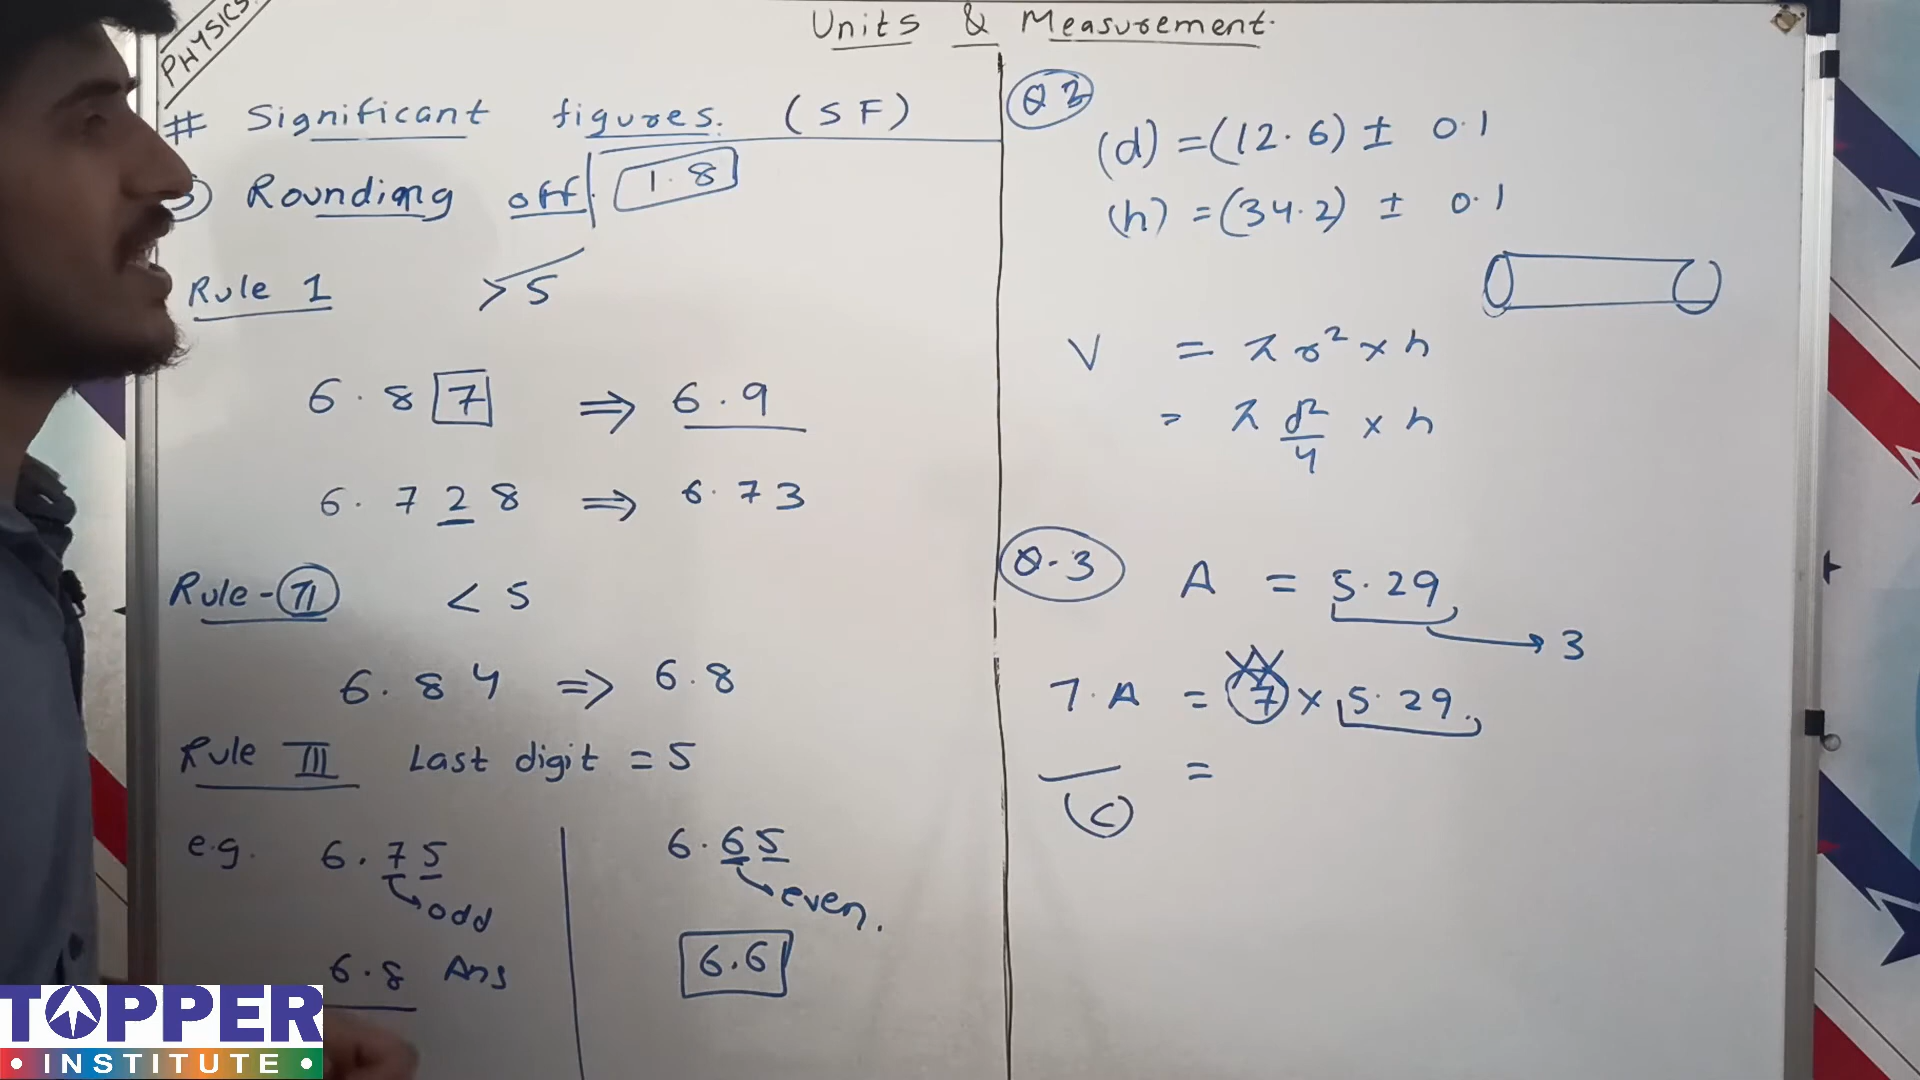 PHYSICS
Units & Measurement.
# Significant figures. (SF)
Rounding off 1.8
Rule 1 > 5
6.87 ⇒ 6.9
6.728 ⇒ 6.73
Rule-II < 5
6.84 ⇒ 6.8
Rule III Last digit = 5
e.g. 6.75
odd
6.8 Ans
6.65
even.
6.6
(d) = (12.6) ± 0.1
(h) = (34.2) ± 0.1
V = π r² × h
= π d²/4 × h
Q-3 A = 5.29
→ 3
7.A = 7 × 5.29
=
(c)
TOPPER
• INSTITUTE •